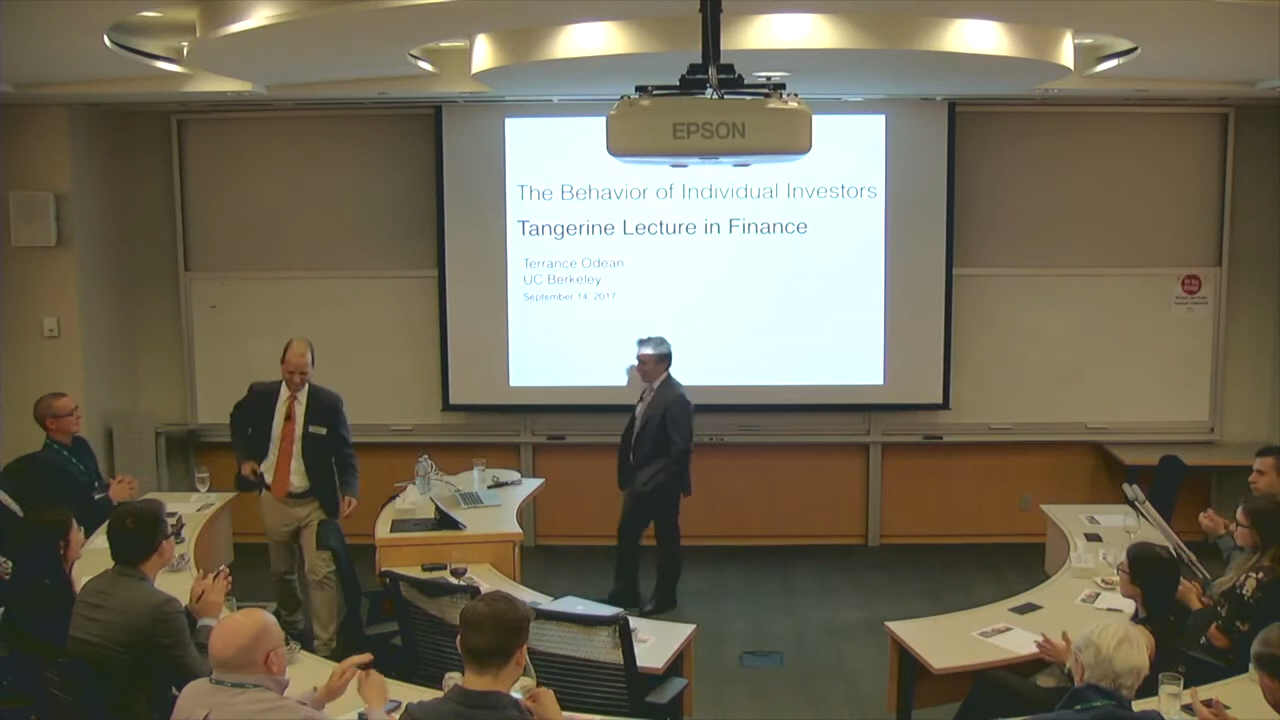 EPSON
The Behavior of Individual Investors
Tangerine Lecture in Finance
Terrance Odean
UC Berkeley
September 14, 2017